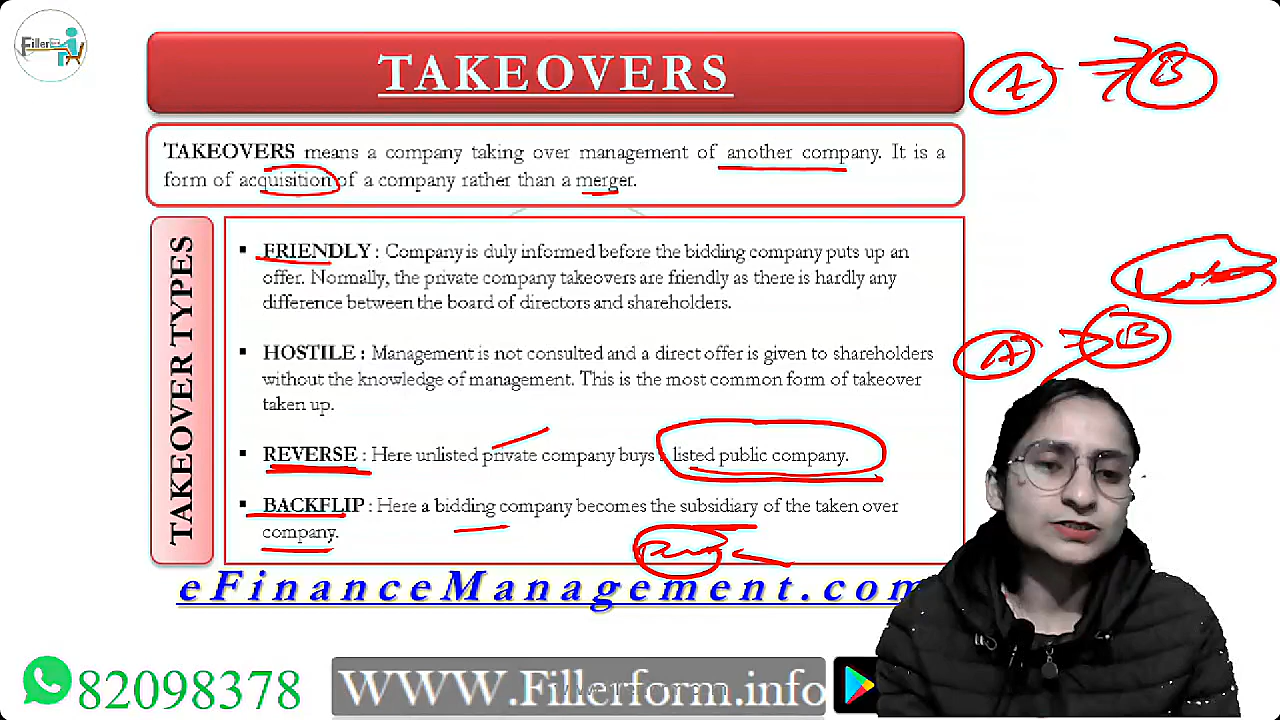 Filler
TAKEOVERS
A B
TAKEOVERS means a company taking over management of another company. It is a
form of acquisition of a company rather than a merger.
TAKEOVER TYPES
FRIENDLY : Company is duly informed before the bidding company puts up an
offer. Normally, the private company takeovers are friendly as there is hardly any
difference between the board of directors and shareholders.
A B
HOSTILE : Management is not consulted and a direct offer is given to shareholders
without the knowledge of management. This is the most common form of takeover
taken up.
REVERSE : Here unlisted private company buys listed public company.
BACKFLIP : Here a bidding company becomes the subsidiary of the taken over
company.
eFinanceManagement.com
82098378
WWW.Fillerform.info